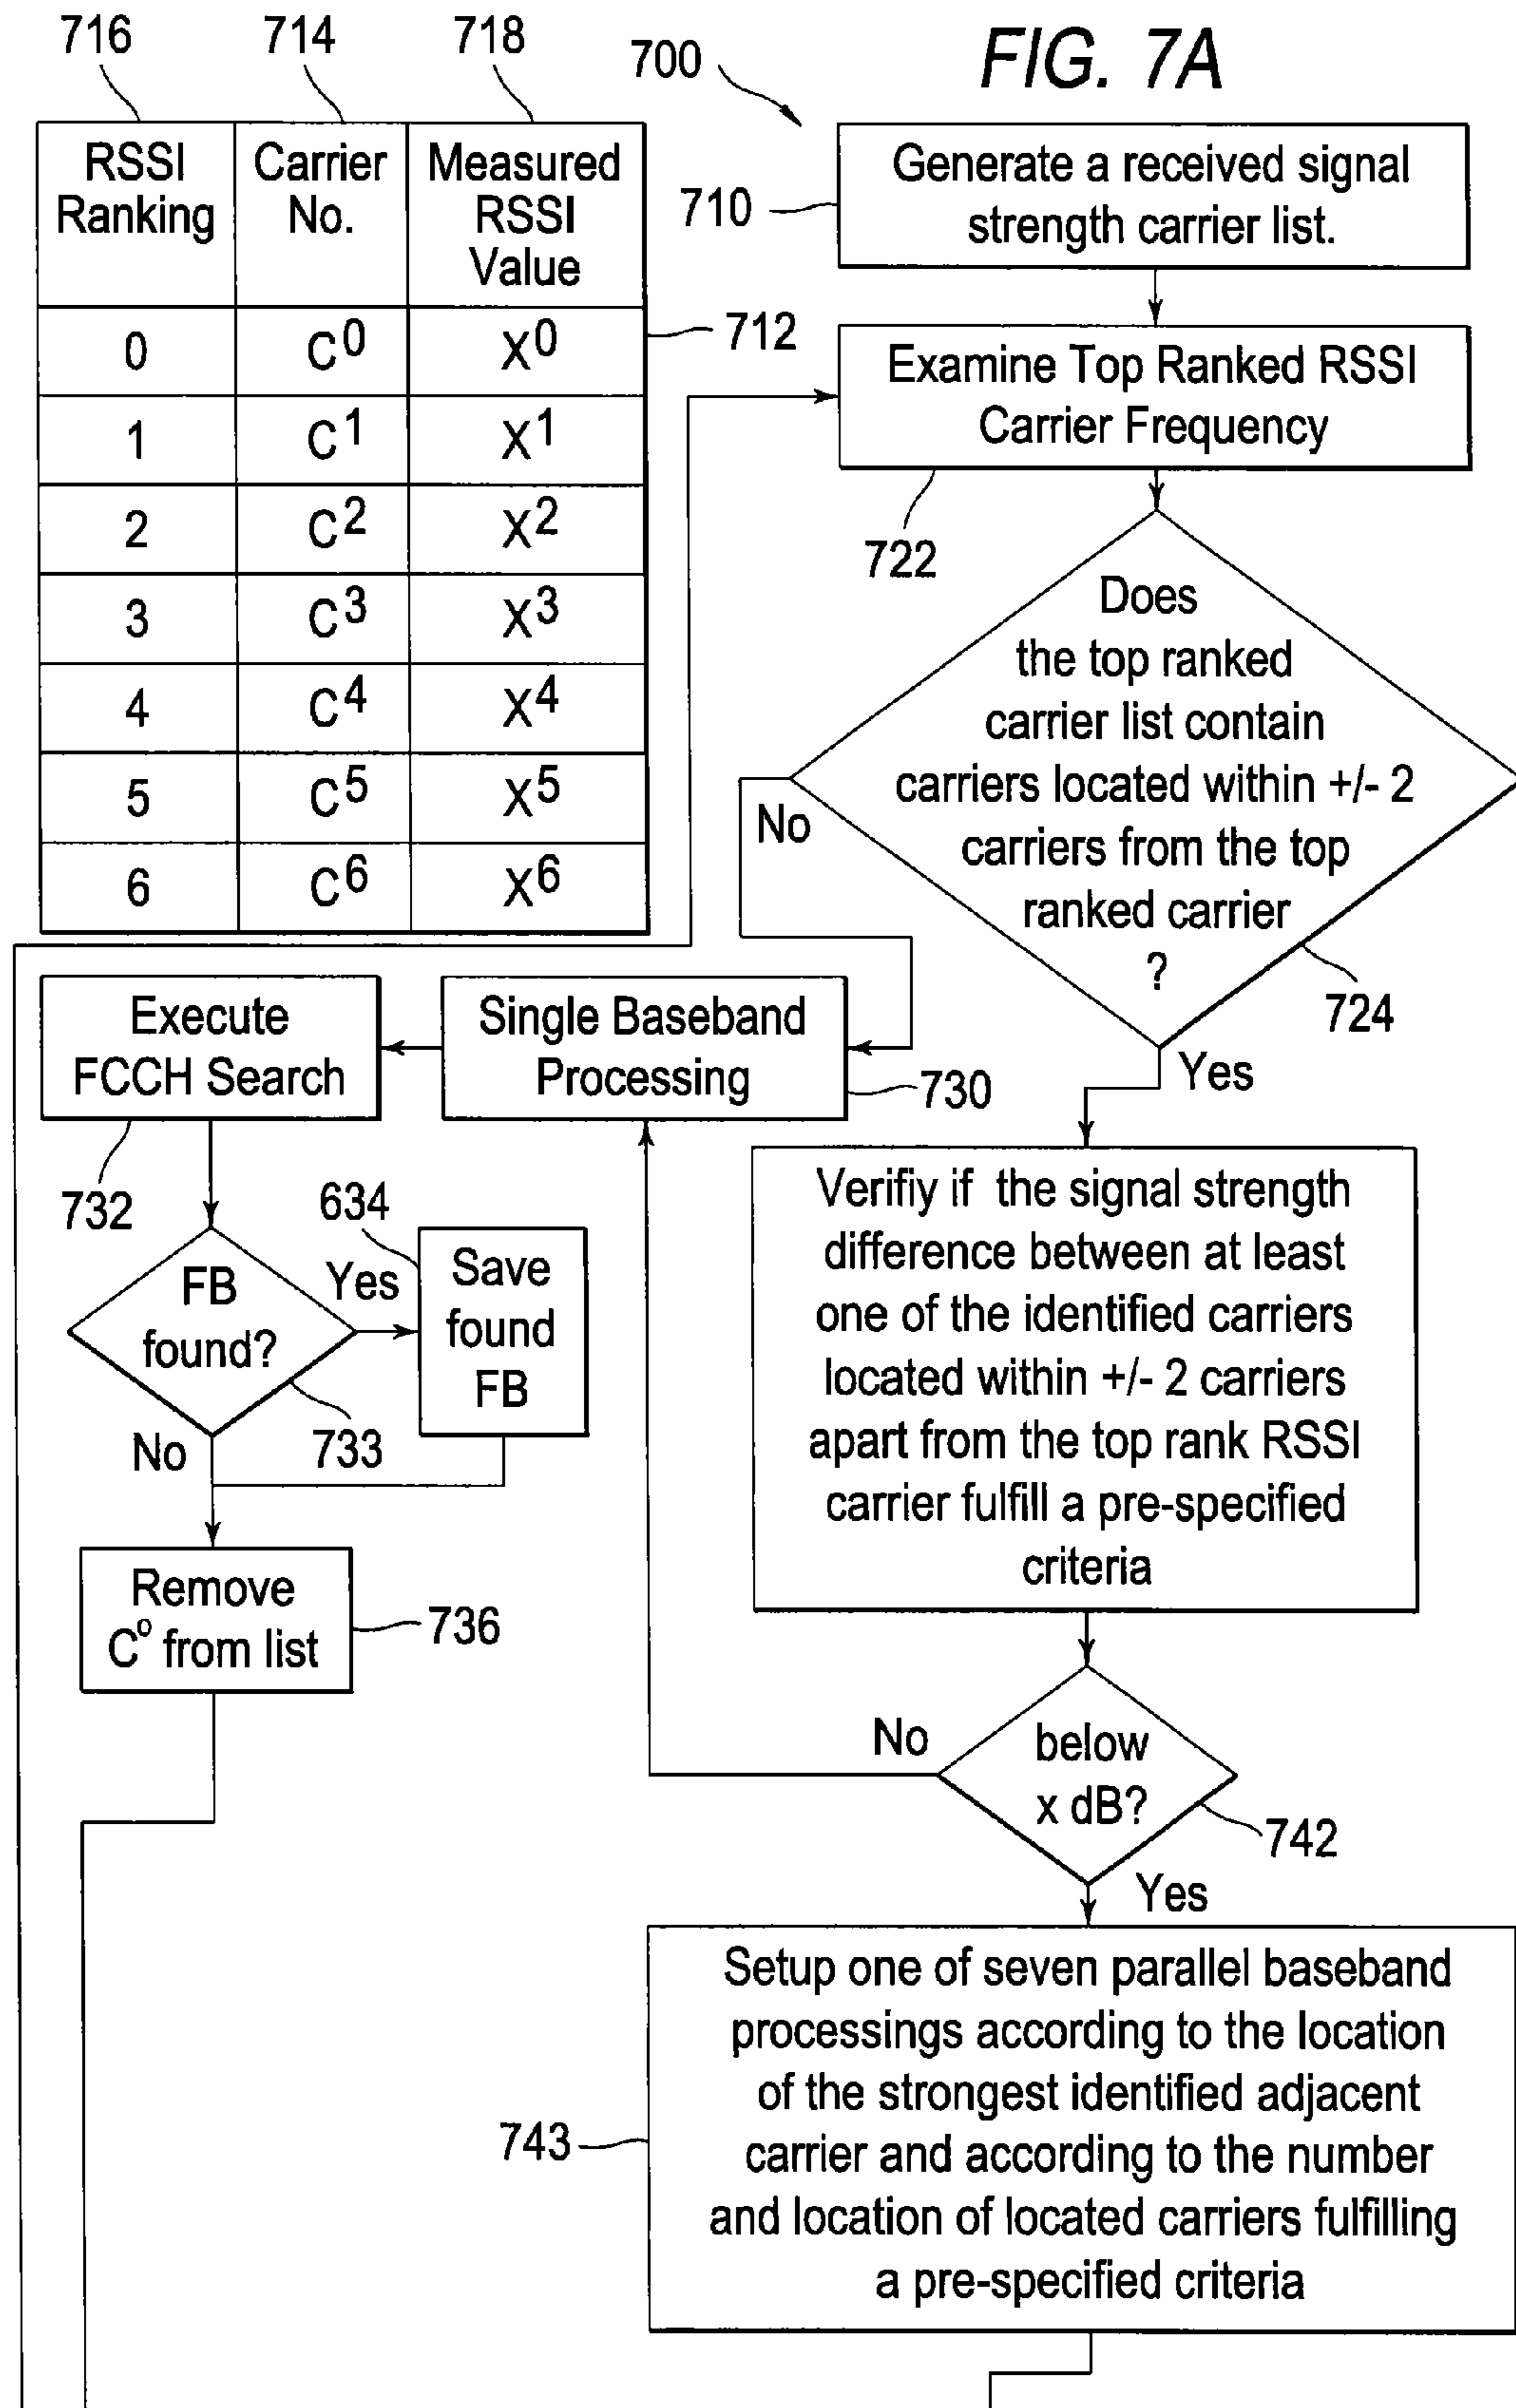 FIG. 7A
716
714
718
700
RSSI Ranking
Carrier No.
Measured RSSI Value
0
C0
X0
1
C1
X1
2
C2
X2
3
C3
X3
4
C4
X4
5
C5
X5
6
C6
X6
712
710
Generate a received signal
strength carrier list.
Examine Top Ranked RSSI
Carrier Frequency
722
Does
the top ranked
carrier list contain
carriers located within +/- 2
carriers from the top
ranked carrier
?
724
No
Yes
Single Baseband
Processing
730
Execute
FCCH Search
732
FB
found?
733
Yes
No
634
Save
found
FB
Remove
Co from list
736
Verifiy if the signal strength
difference between at least
one of the identified carriers
located within +/- 2 carriers
apart from the top rank RSSI
carrier fulfill a pre-specified
criteria
below
x dB?
742
No
Yes
743
Setup one of seven parallel baseband
processings according to the location
of the strongest identified adjacent
carrier and according to the number
and location of located carriers fulfilling
a pre-specified criteria